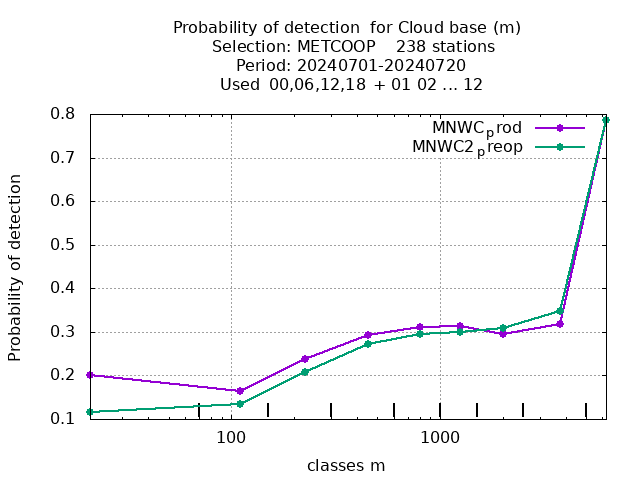 Probability of detection  for Cloud base (m)
Selection: METCOOP    238 stations
Period: 20240701-20240720
Used  00,06,12,18  + 01 02 ... 12
MNWCprod
MNWC2preop
0.8
0.7
0.6
0.5
0.4
0.3
0.2
0.1
Probability of detection
100
1000
classes m